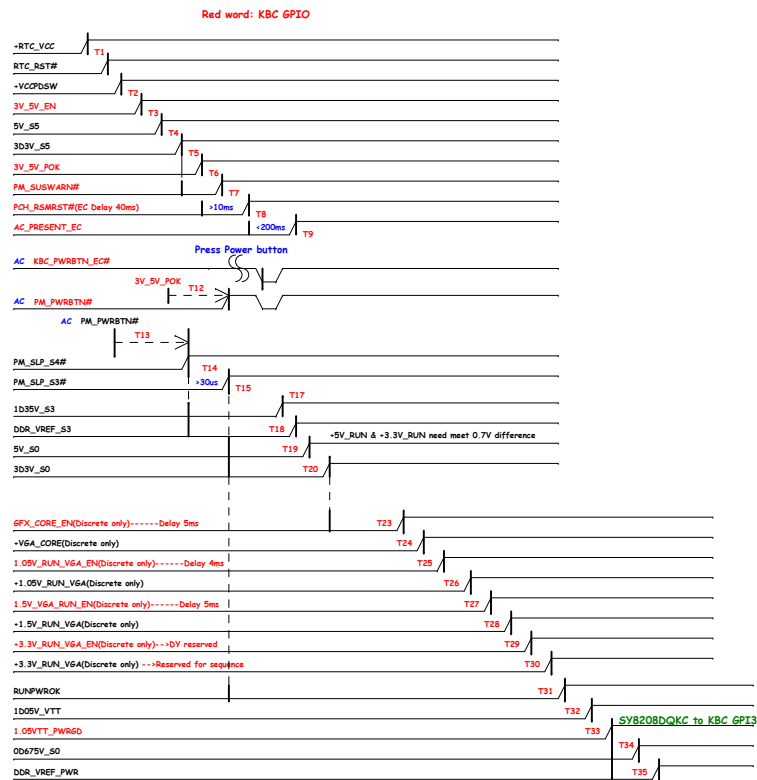 Red word: KBC GPIO
+RTC_VCC
T1
RTC_RST#
+VCCPDSW
T2
3V_5V_EN
T3
5V_S5
T4
3D3V_S5
T5
3V_5V_POK
T6
PM_SUSWARN#
T7
PCH_RSMRST#(EC Delay 40ms)
>10ms
T8
AC_PRESENT_EC
<200ms
T9
Press Power button
AC KBC_PWRBTN_EC#
3V_5V_POK
T12
AC PM_PWRBTN#
AC PM_PWRBTN#
T13
PM_SLP_S4#
T14
PM_SLP_S3#
>30us
T15
T17
1D35V_S3
DDR_VREF_S3
T18
+5V_RUN & +3.3V_RUN need meet 0.7V difference
5V_S0
T19
3D3V_S0
T20
GFX_CORE_EN(Discrete only)------Delay 5ms
T23
+VGA_CORE(Discrete only)
T24
1.05V_RUN_VGA_EN(Discrete only)------Delay 4ms
T25
+1.05V_RUN_VGA(Discrete only)
T26
1.5V_VGA_RUN_EN(Discrete only)------Delay 5ms
T27
+1.5V_RUN_VGA(Discrete only)
T28
+3.3V_RUN_VGA_EN(Discrete only)-->DY reserved
T29
+3.3V_RUN_VGA(Discrete only) -->Reserved for sequence
T30
RUNPWROK
T31
1D05V_VTT
T32
SY8208DQKC to KBC GPI3
1.05VTT_PWRGD
T33
0D675V_S0
T34
DDR_VREF_PWR
T35